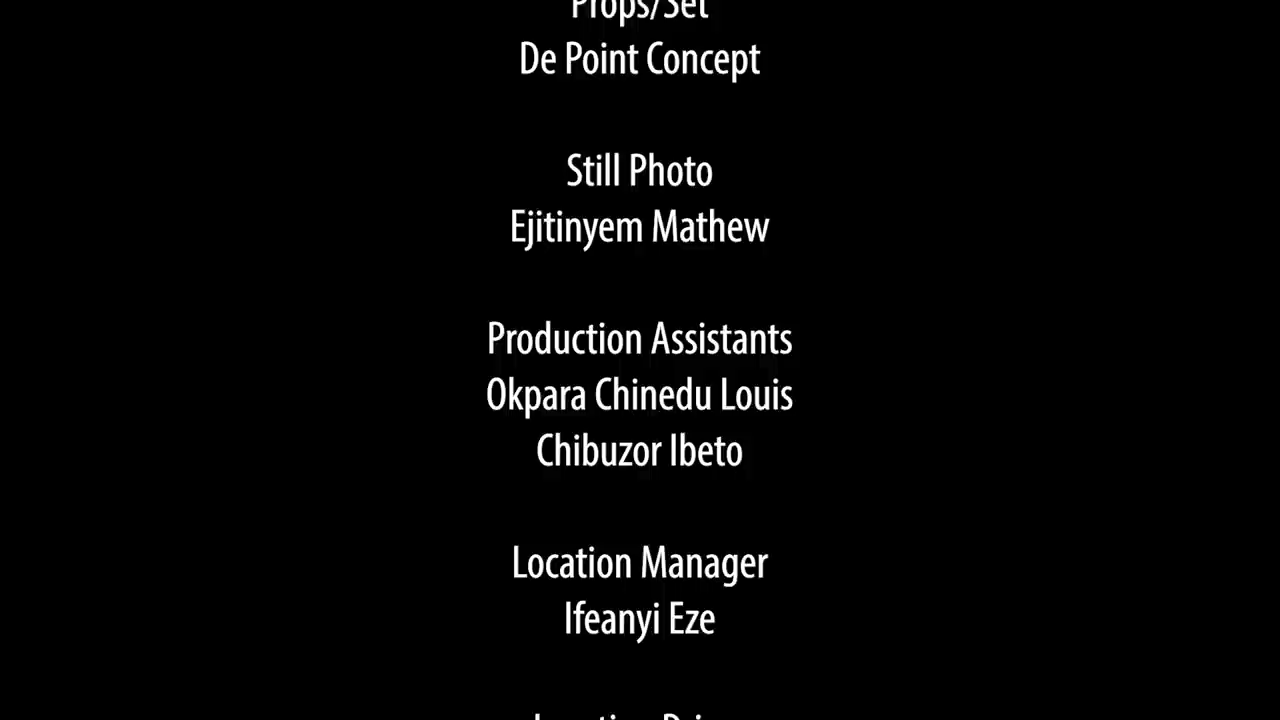 Props/Set
De Point Concept
Still Photo
Ejitinyem Mathew
Production Assistants
Okpara Chinedu Louis
Chibuzor Ibeto
Location Manager
Ifeanyi Eze